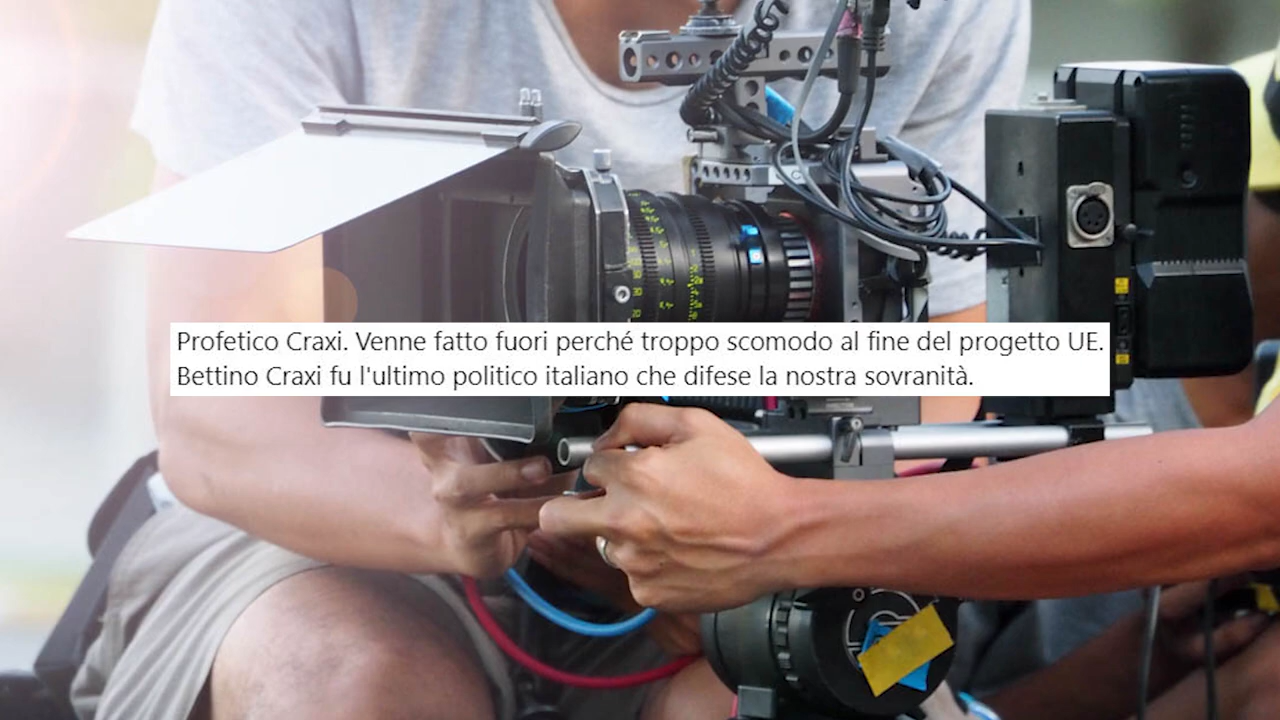 Profetico Craxi. Venne fatto fuori perché troppo scomodo al fine del progetto UE.
Bettino Craxi fu l'ultimo politico italiano che difese la nostra sovranità.